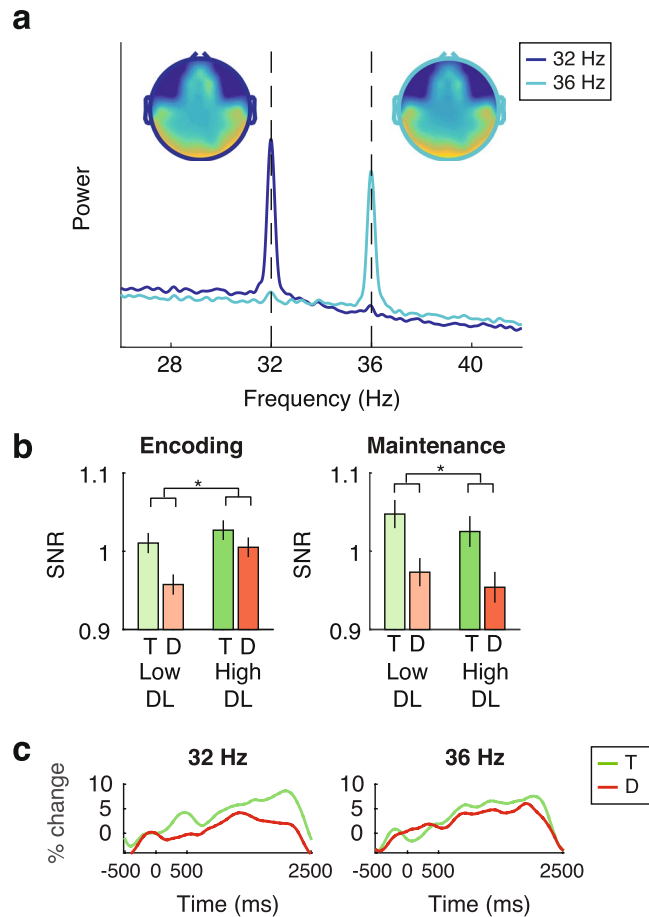 a
32 Hz
36 Hz
Power
28 32 36 40
Frequency (Hz)
b
Encoding Maintenance
1.1 1.1
SNR SNR
* *
1 1
0.9 0.9
T D T D T D T D
Low High Low High
DL DL DL DL
c
32 Hz 36 Hz
T
D
% change
10 10
5 5
0 0
-500 0 500 2500 -500 0 500 2500
Time (ms) Time (ms)